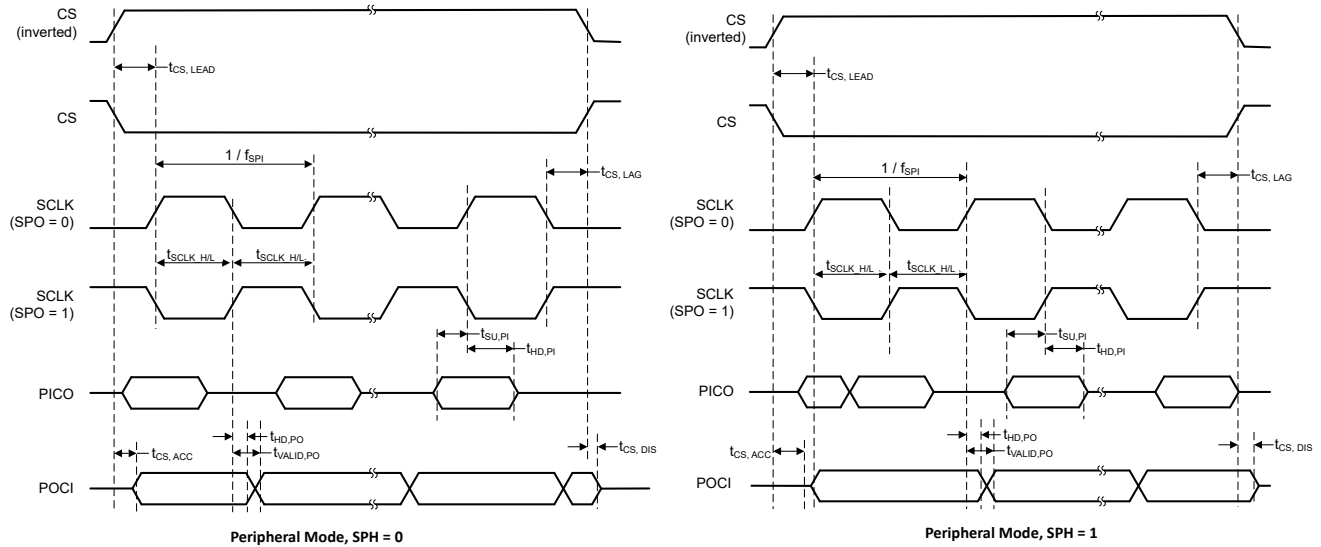 CS
(inverted)
tCS, LEAD
CS
1 / fSPI
tCS, LAG
SCLK
(SPO = 0)
tSCLK_H/L
tSCLK_H/L
SCLK
(SPO = 1)
tSU,PI
tHD,PI
PICO
tHD,PO
tCS, ACC
tVALID,PO
tCS, DIS
POCI
Peripheral Mode, SPH = 0
CS
(inverted)
tCS, LEAD
CS
1 / fSPI
tCS, LAG
SCLK
(SPO = 0)
tSCLK_H/L
tSCLK_H/L
SCLK
(SPO = 1)
tSU,PI
tHD,PI
PICO
tHD,PO
tCS, ACC
tVALID,PO
tCS, DIS
POCI
Peripheral Mode, SPH = 1